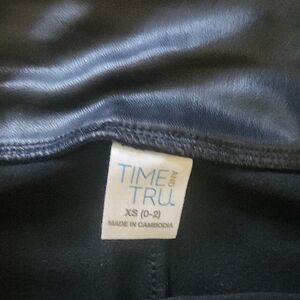 TIME AND
TRU.
XS (0-2)
MADE IN CAMBODIA